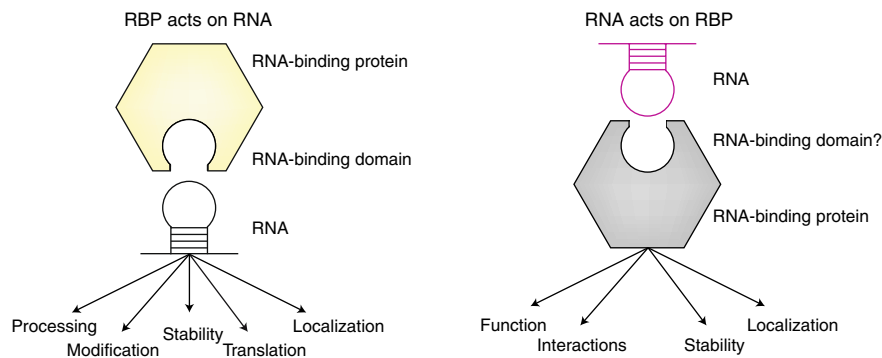 RBP acts on RNA
RNA-binding protein
RNA-binding domain
RNA
Processing
Modification
Stability
Translation
Localization
RNA acts on RBP
RNA
RNA-binding domain?
RNA-binding protein
Function
Interactions
Stability
Localization